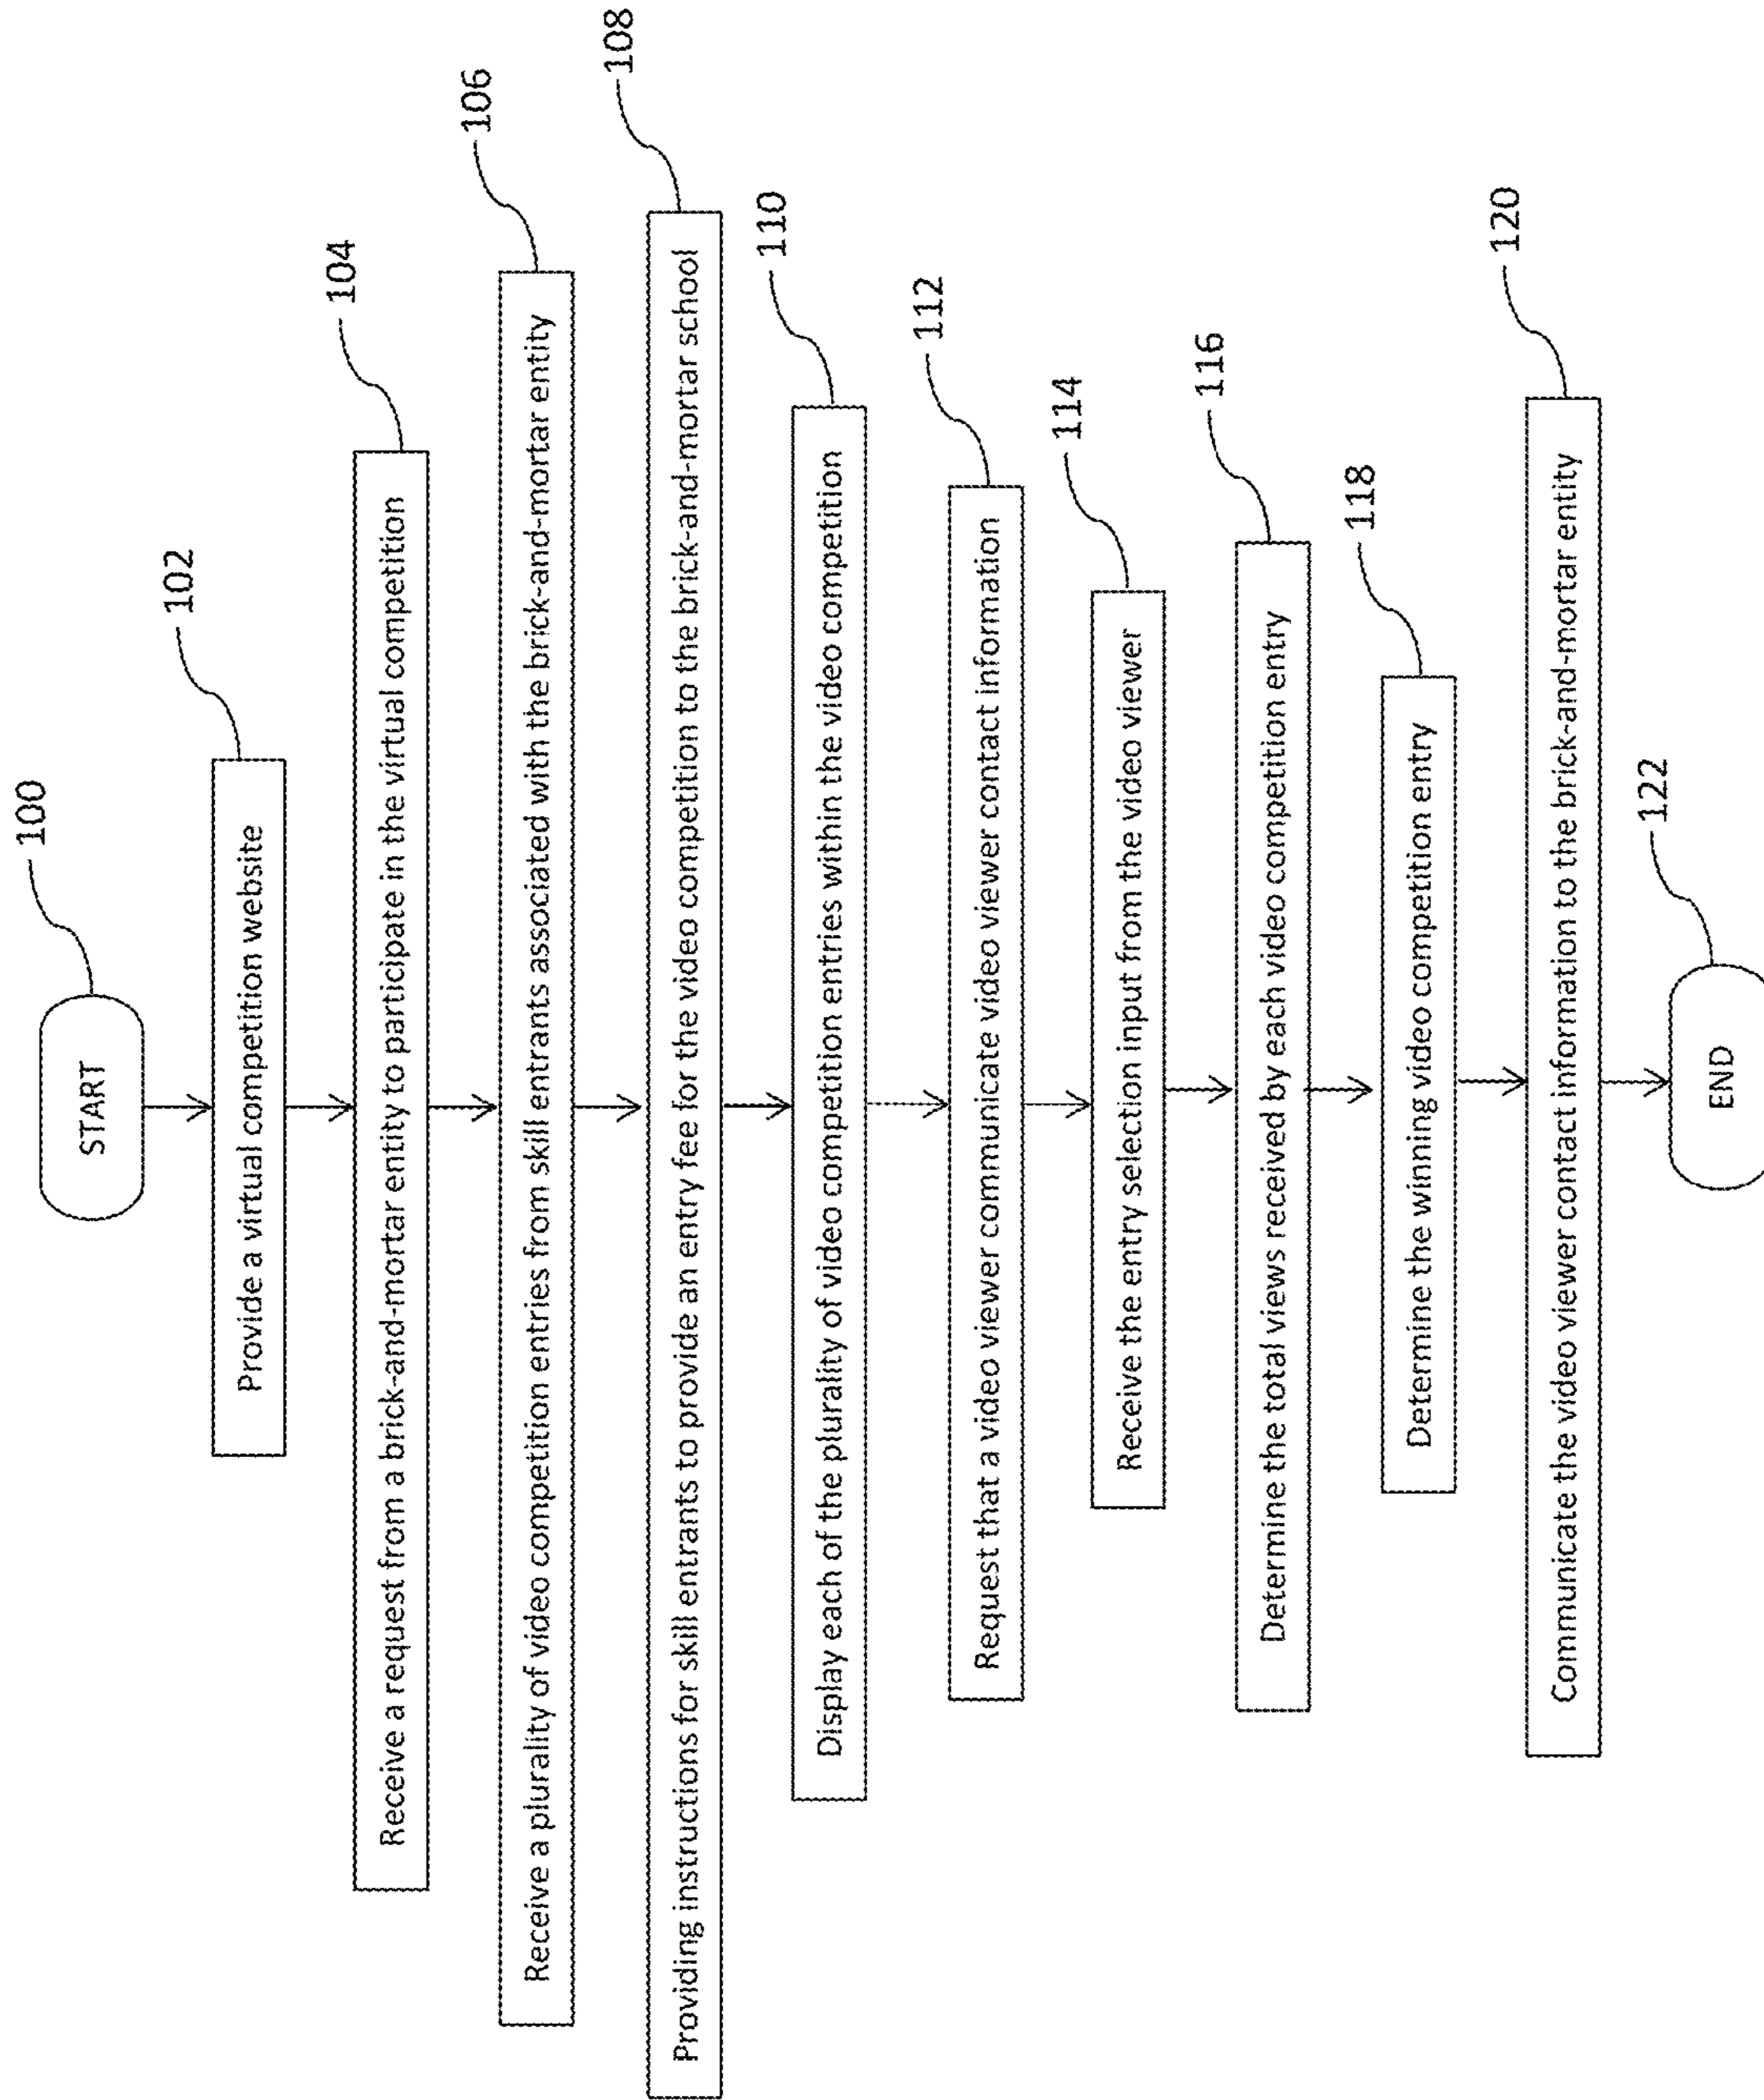 START
100
Provide a virtual competition website
102
Receive a request from a brick-and-mortar entity to participate in the virtual competition
104
Receive a plurality of video competition entries from skill entrants associated with the brick-and-mortar entity
106
Providing instructions for skill entrants to provide an entry fee for the video competition to the brick-and-mortar school
108
Display each of the plurality of video competition entries within the video competition
110
Request that a video viewer communicate video viewer contact information
112
Receive the entry selection input from the video viewer
114
Determine the total views received by each video competition entry
116
Determine the winning video competition entry
118
Communicate the video viewer contact information to the brick-and-mortar entity
120
END
122